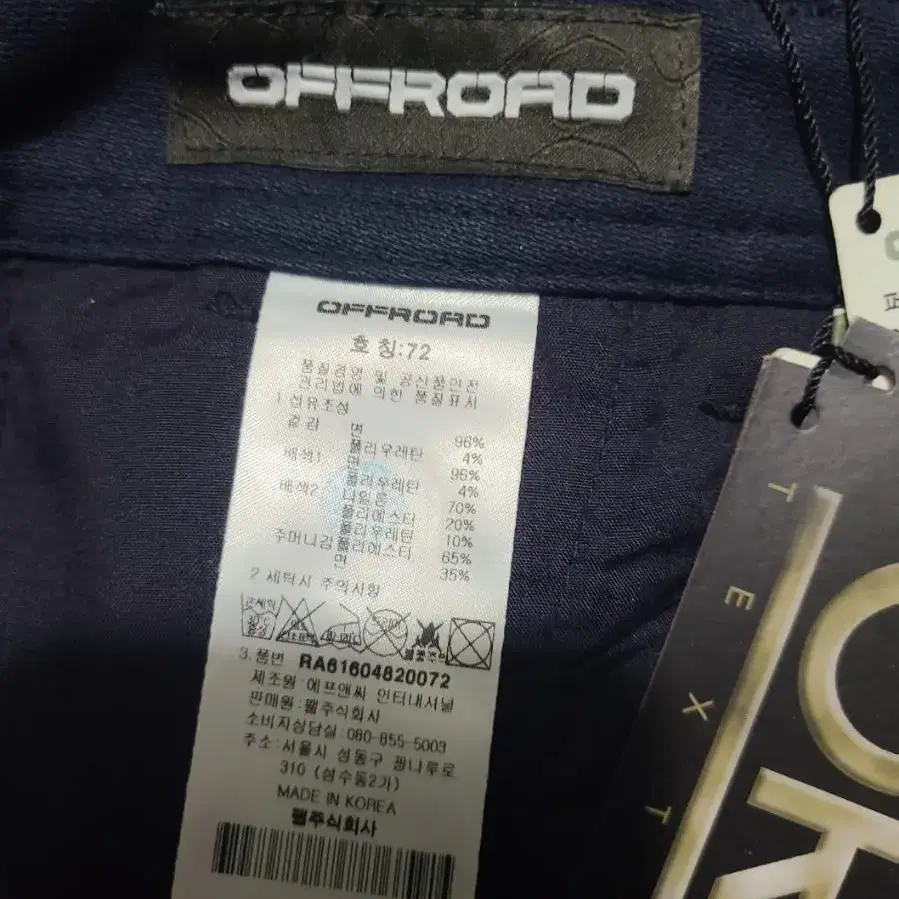 OFFROAD
OFFROAD
호 칭:72
품질경영 및 공산품안전
관리법에 의한 품질표시
1 섬유조성
겉 감 면 96%
폴리우레탄 4%
배색1 면 96%
폴리우레탄 4%
배색2 나일론 70%
폴리에스터 20%
폴리우레탄 10%
주머니감 폴리에스터 65%
면 35%
2 세탁시 주의사항
3.품번 RA61604820072
제조원:에프앤씨 인터내셔널
판매원:팰주식회사
소비자상담실:080-855-5003
주소:서울시 성동구 광나루로
310 (성수동2가)
MADE IN KOREA
팰주식회사
퍼
TEXT
OR